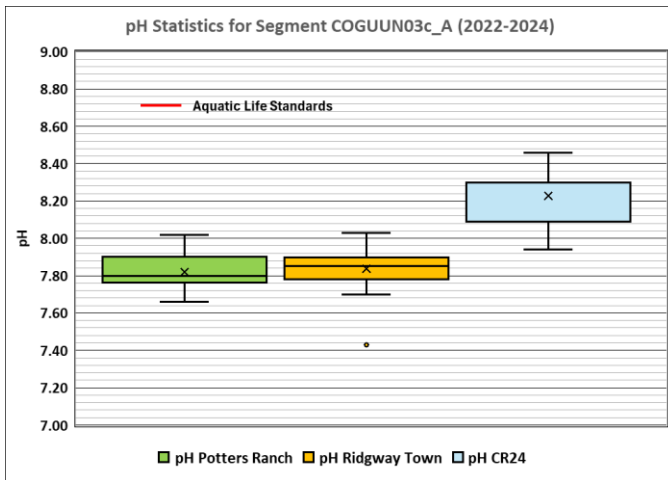 pH Statistics for Segment COGUUN03c_A (2022-2024)
9.00
8.80
Aquatic Life Standards
8.60
8.40
8.20
pH
8.00
7.80
7.60
7.40
7.20
7.00
pH Potters Ranch pH Ridgway Town pH CR24